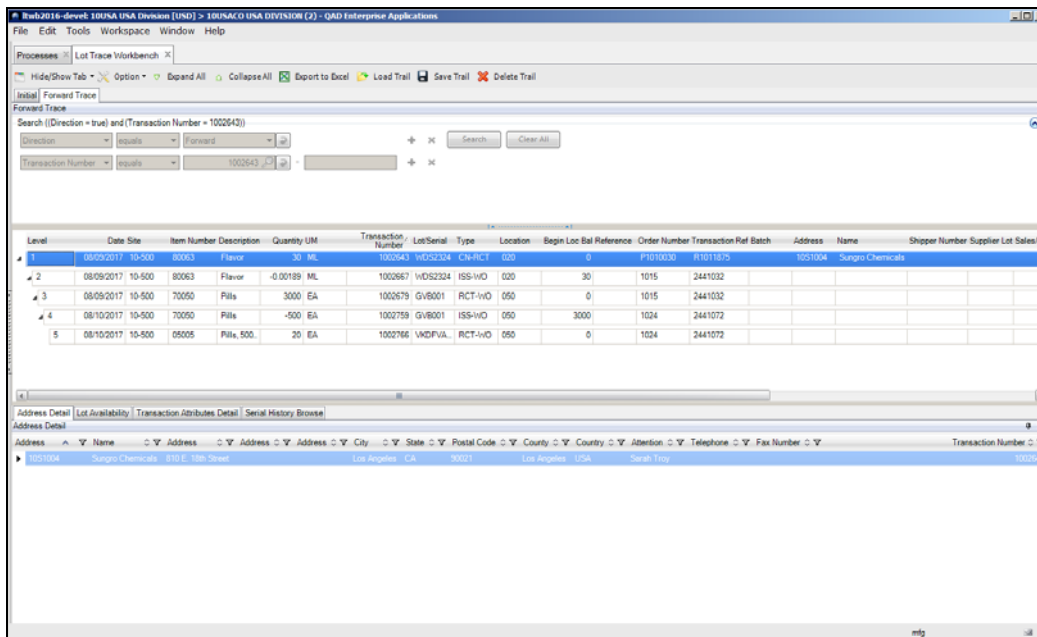 ltwb2016-devel: 10USA USA Division [USD] > 10USACO USA DIVISION (2) - QAD Enterprise Applications
File Edit Tools Workspace Window Help
Processes Lot Trace Workbench
Hide/Show Tab Option Expand All Collapse All Export to Excel Load Trail Save Trail Delete Trail
Initial Forward Trace
Forward Trace
Search ((Direction = true) and (Transaction Number = 1002643))
Direction equals Forward Search Clear All
Transaction Number equals 1002643 -
Level Date Site Item Number Description Quantity UM Transaction Number Lot/Serial Type Location Begin Loc Bal Reference Order Number Transaction Ref Batch Address Name Shipper Number Supplier Lot Sales/
1 08/09/2017 10-500 80063 Flavor 30 ML 1002643 WDS2324 CN-RCT 020 0 P1010030 R1011875 10S1004 Sungro Chemicals
2 08/09/2017 10-500 80063 Flavor -0.00189 ML 1002667 WDS2324 ISS-WO 020 30 1015 2441032
3 08/09/2017 10-500 70050 Pills 3000 EA 1002679 GVB001 RCT-WO 050 0 1015 2441032
4 08/10/2017 10-500 70050 Pills -500 EA 1002759 GVB001 ISS-WO 050 3000 1024 2441072
5 08/10/2017 10-500 05005 Pills, 500.. 20 EA 1002766 VKDFVA.. RCT-WO 050 0 1024 2441072
Address Detail Lot Availability Transaction Attributes Detail Serial History Browse
Address Detail
Address Name Address Address Address City State Postal Code County Country Attention Telephone Fax Number Transaction Number
10S1004 Sungro Chemicals 810 E. 18th Street Los Angeles CA 90021 Los Angeles USA Sarah Troy 10026
mfg